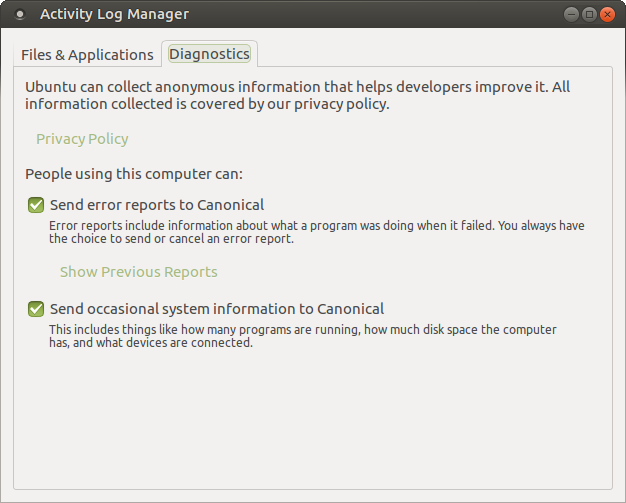 Activity Log Manager
Files & Applications
Diagnostics
Ubuntu can collect anonymous information that helps developers improve it. All
information collected is covered by our privacy policy.
Privacy Policy
People using this computer can:
Send error reports to Canonical
Error reports include information about what a program was doing when it failed. You always have
the choice to send or cancel an error report.
Show Previous Reports
Send occasional system information to Canonical
This includes things like how many programs are running, how much disk space the computer
has, and what devices are connected.